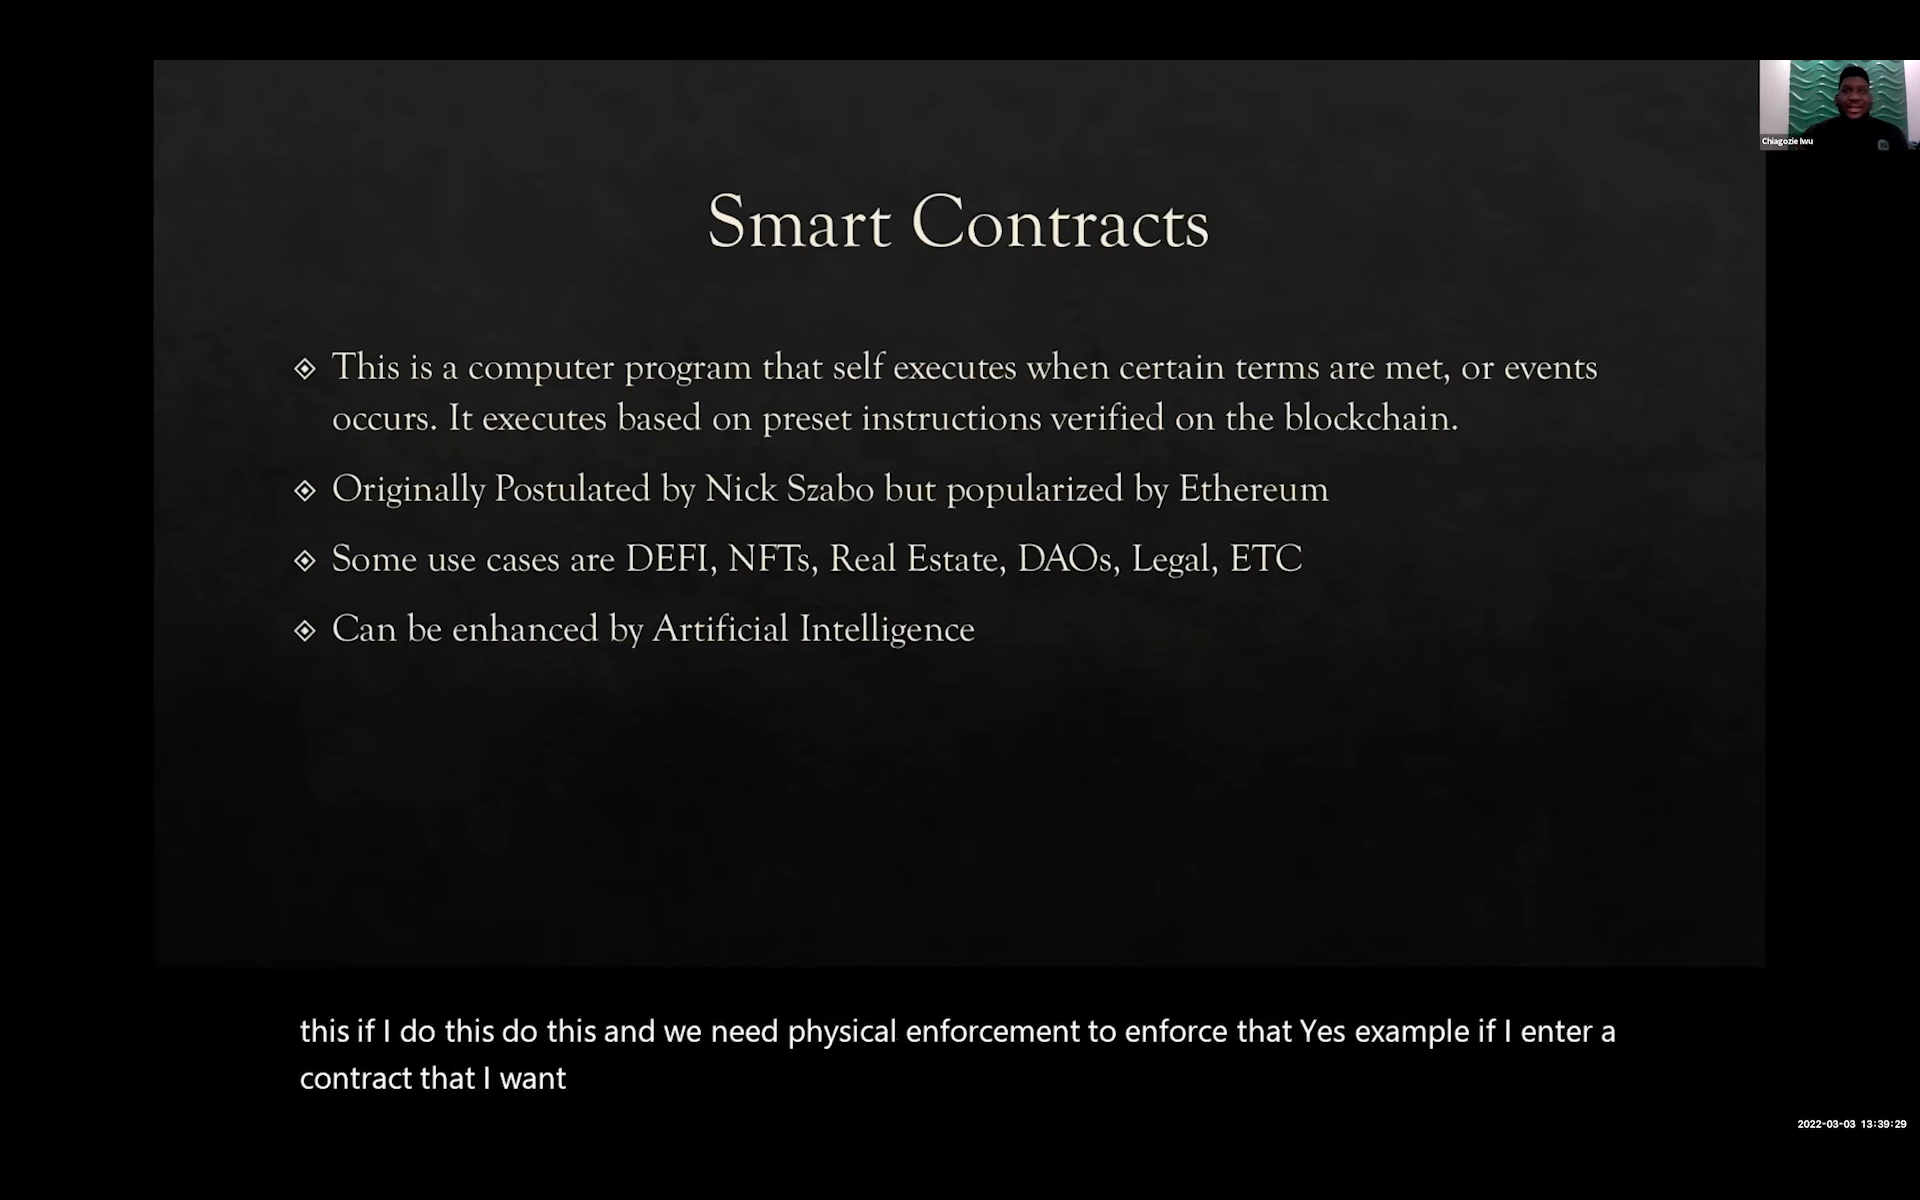 Chiagozie Iwu
Smart Contracts
This is a computer program that self executes when certain terms are met, or events
occurs. It executes based on preset instructions verified on the blockchain.
Originally Postulated by Nick Szabo but popularized by Ethereum
Some use cases are DEFI, NFTs, Real Estate, DAOs, Legal, ETC
Can be enhanced by Artificial Intelligence
this if I do this do this and we need physical enforcement to enforce that Yes example if I enter a
contract that I want
2022-03-03 13:39:29